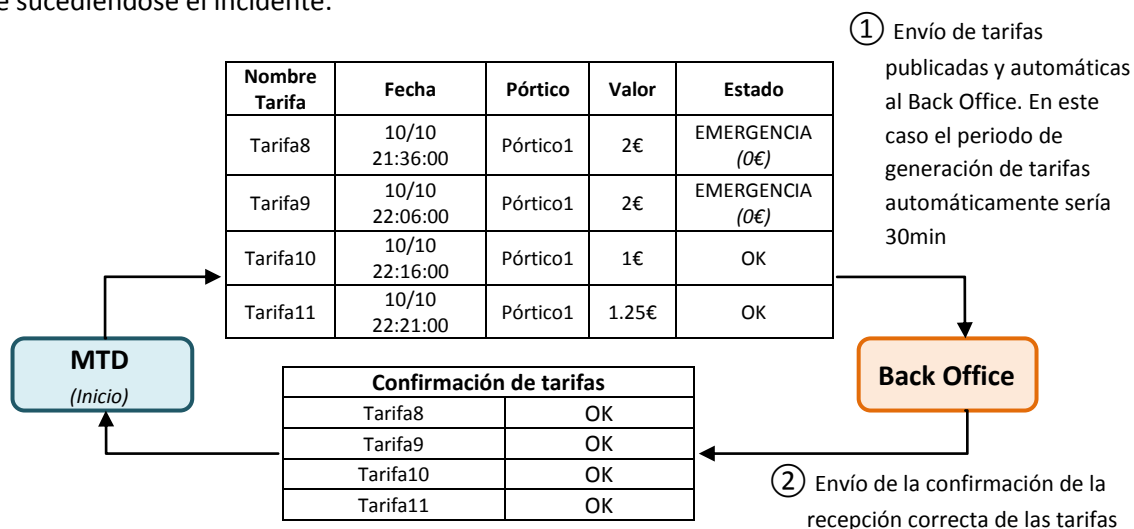 sucediéndose el incidente.
① Envío de tarifas
publicadas y automáticas
al Back Office. En este
caso el periodo de
generación de tarifas
automáticamente sería
30min
Nombre Tarifa Fecha Pórtico Valor Estado
Tarifa8 10/10 21:36:00 Pórtico1 2€ EMERGENCIA (0€)
Tarifa9 10/10 22:06:00 Pórtico1 2€ EMERGENCIA (0€)
Tarifa10 10/10 22:16:00 Pórtico1 1€ OK
Tarifa11 10/10 22:21:00 Pórtico1 1.25€ OK
MTD
(Inicio)
Back Office
Confirmación de tarifas
Tarifa8 OK
Tarifa9 OK
Tarifa10 OK
Tarifa11 OK
② Envío de la confirmación de la
recepción correcta de las tarifas